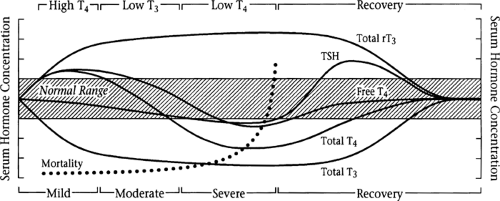 High T4
Low T3
Low T4
Recovery
Serum Hormone Concentration
Serum Hormone Concentration
Total rT3
TSH
Normal Range
Free T4
Total T4
Mortality
Total T3
Mild
Moderate
Severe
Recovery